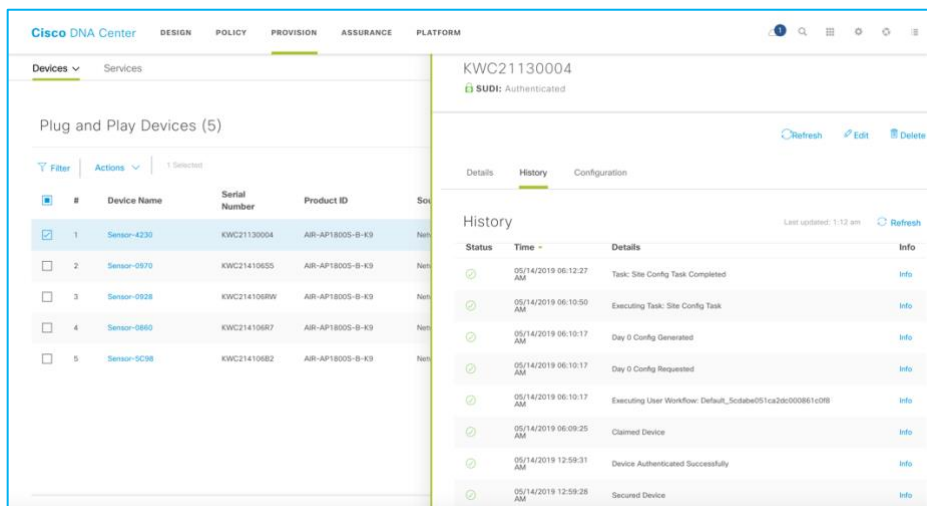 Cisco DNA Center DESIGN POLICY PROVISION ASSURANCE PLATFORM 1
Devices Services
Plug and Play Devices (5)
Filter Actions 1 Selected
# Device Name Serial Number Product ID Sou
1 Sensor-4230 KWC21130004 AIR-AP1800S-B-K9 Net
2 Sensor-0970 KWC214106S5 AIR-AP1800S-B-K9 Net
3 Sensor-0928 KWC214106RW AIR-AP1800S-B-K9 Net
4 Sensor-0860 KWC214106R7 AIR-AP1800S-B-K9 Net
5 Sensor-5C98 KWC214106B2 AIR-AP1800S-B-K9 Net
KWC21130004
SUDI: Authenticated
Refresh Edit Delete
Details History Configuration
History Last updated: 1:12 am Refresh
Status Time Details Info
05/14/2019 06:12:27 AM Task: Site Config Task Completed Info
05/14/2019 06:10:50 AM Executing Task: Site Config Task Info
05/14/2019 06:10:17 AM Day 0 Config Generated Info
05/14/2019 06:10:17 AM Day 0 Config Requested Info
05/14/2019 06:10:17 AM Executing User Workflow: Default_5cdabe051ca2dc000861c0f8 Info
05/14/2019 06:09:25 AM Claimed Device Info
05/14/2019 12:59:31 AM Device Authenticated Successfully Info
05/14/2019 12:59:28 AM Secured Device Info